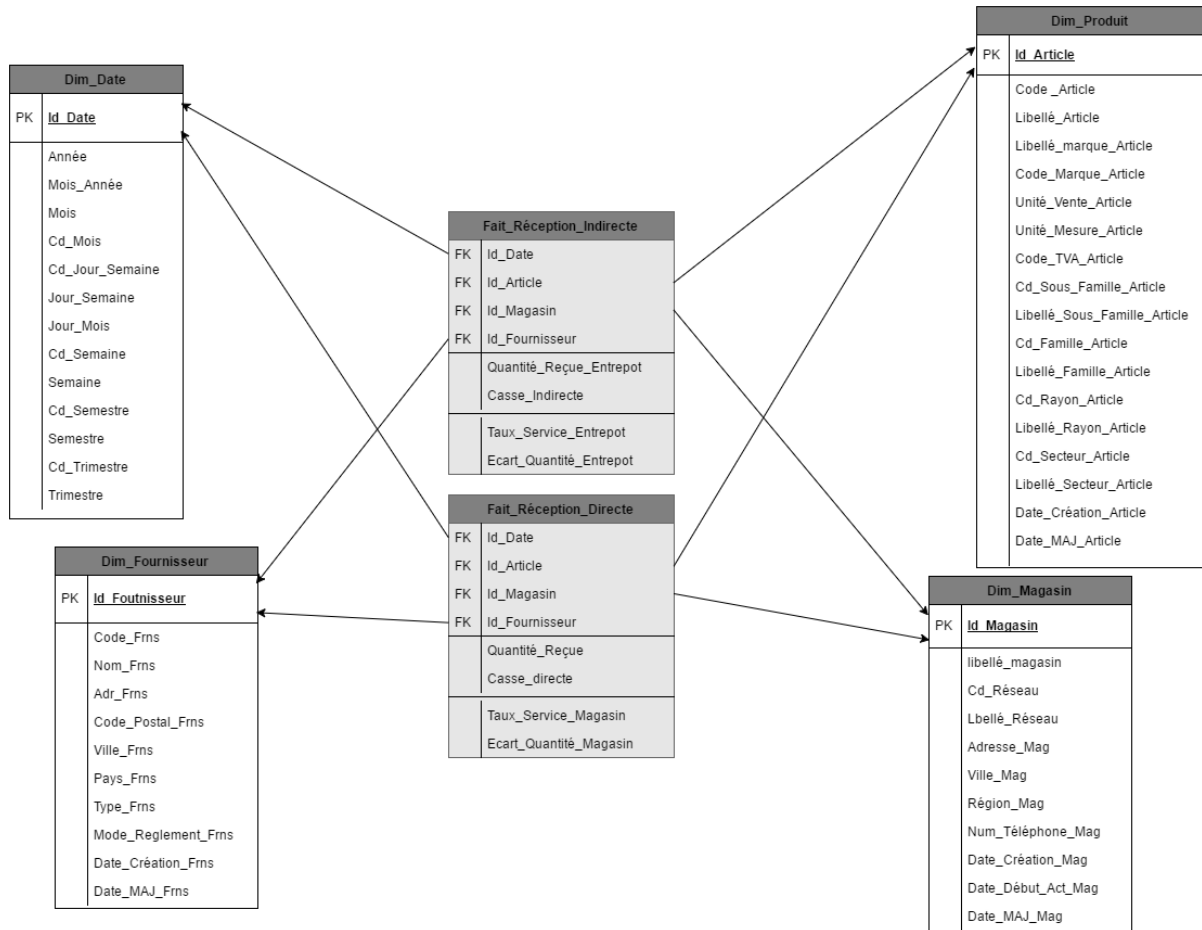 Dim_Date
PK Id_Date
Année
Mois_Année
Mois
Cd_Mois
Cd_Jour_Semaine
Jour_Semaine
Jour_Mois
Cd_Semaine
Semaine
Cd_Semestre
Semestre
Cd_Trimestre
Trimestre
Dim_Fournisseur
PK Id_Foutnisseur
Code_Frns
Nom_Frns
Adr_Frns
Code_Postal_Frns
Ville_Frns
Pays_Frns
Type_Frns
Mode_Reglement_Frns
Date_Création_Frns
Date_MAJ_Frns
Fait_Réception_Indirecte
FK Id_Date
FK Id_Article
FK Id_Magasin
FK Id_Fournisseur
Quantité_Reçue_Entrepot
Casse_Indirecte
Taux_Service_Entrepot
Ecart_Quantité_Entrepot
Fait_Réception_Directe
FK Id_Date
FK Id_Article
FK Id_Magasin
FK Id_Fournisseur
Quantité_Reçue
Casse_directe
Taux_Service_Magasin
Ecart_Quantité_Magasin
Dim_Produit
PK Id_Article
Code _Article
Libellé_Article
Libellé_marque_Article
Code_Marque_Article
Unité_Vente_Article
Unité_Mesure_Article
Code_TVA_Article
Cd_Sous_Famille_Article
Libellé_Sous_Famille_Article
Cd_Famille_Article
Libellé_Famille_Article
Cd_Rayon_Article
Libellé_Rayon_Article
Cd_Secteur_Article
Libellé_Secteur_Article
Date_Création_Article
Date_MAJ_Article
Dim_Magasin
PK Id_Magasin
libellé_magasin
Cd_Réseau
Lbellé_Réseau
Adresse_Mag
Ville_Mag
Région_Mag
Num_Téléphone_Mag
Date_Création_Mag
Date_Début_Act_Mag
Date_MAJ_Mag